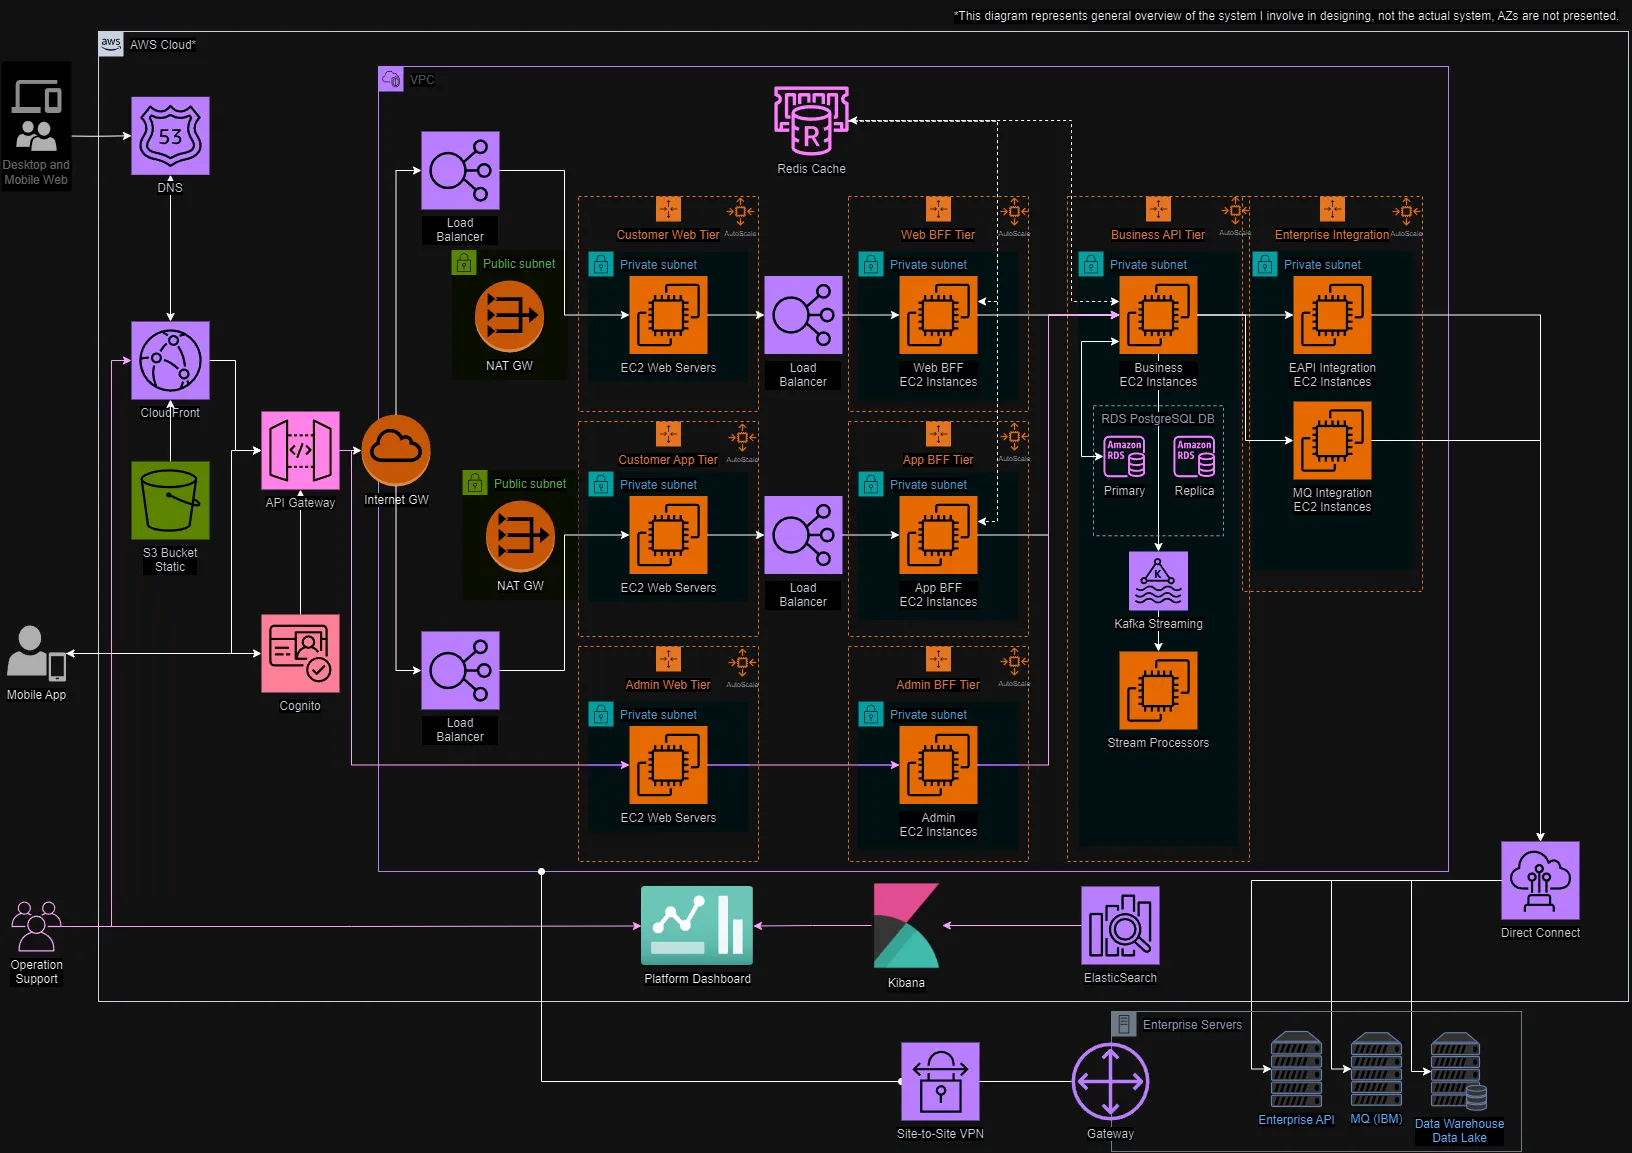 *This diagram represents general overview of the system I involve in designing, not the actual system, AZs are not presented.
aws
AWS Cloud*
VPC
Desktop and
Mobile Web
53
DNS
R
Redis Cache
Load
Balancer
Public subnet
NAT GW
Customer Web Tier
AutoScale
Private subnet
EC2 Web Servers
Load
Balancer
Web BFF Tier
AutoScale
Private subnet
Web BFF
EC2 Instances
Business API Tier
AutoScale
Private subnet
Business
EC2 Instances
Enterprise Integration
AutoScale
Private subnet
EAPI Integration
EC2 Instances
MQ Integration
EC2 Instances
CloudFront
S3 Bucket
Static
API Gateway
Internet GW
Public subnet
NAT GW
Customer App Tier
AutoScale
Private subnet
EC2 Web Servers
Load
Balancer
App BFF Tier
AutoScale
Private subnet
App BFF
EC2 Instances
RDS PostgreSQL DB
Amazon
RDS
Primary
Amazon
RDS
Replica
K
Kafka Streaming
Stream Processors
Mobile App
Cognito
Load
Balancer
Admin Web Tier
AutoScale
Private subnet
EC2 Web Servers
Admin BFF Tier
AutoScale
Private subnet
Admin
EC2 Instances
Operation
Support
Platform Dashboard
Kibana
ElasticSearch
Direct Connect
Site-to-Site VPN
Gateway
Enterprise Servers
Enterprise API
MQ (IBM)
Data Warehouse
Data Lake